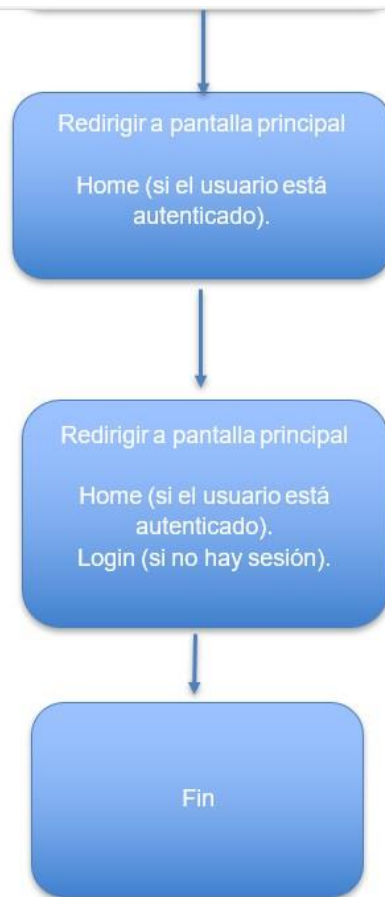 Redirigir a pantalla principal
Home (si el usuario está
autenticado).
Redirigir a pantalla principal
Home (si el usuario está
autenticado).
Login (si no hay sesión).
Fin